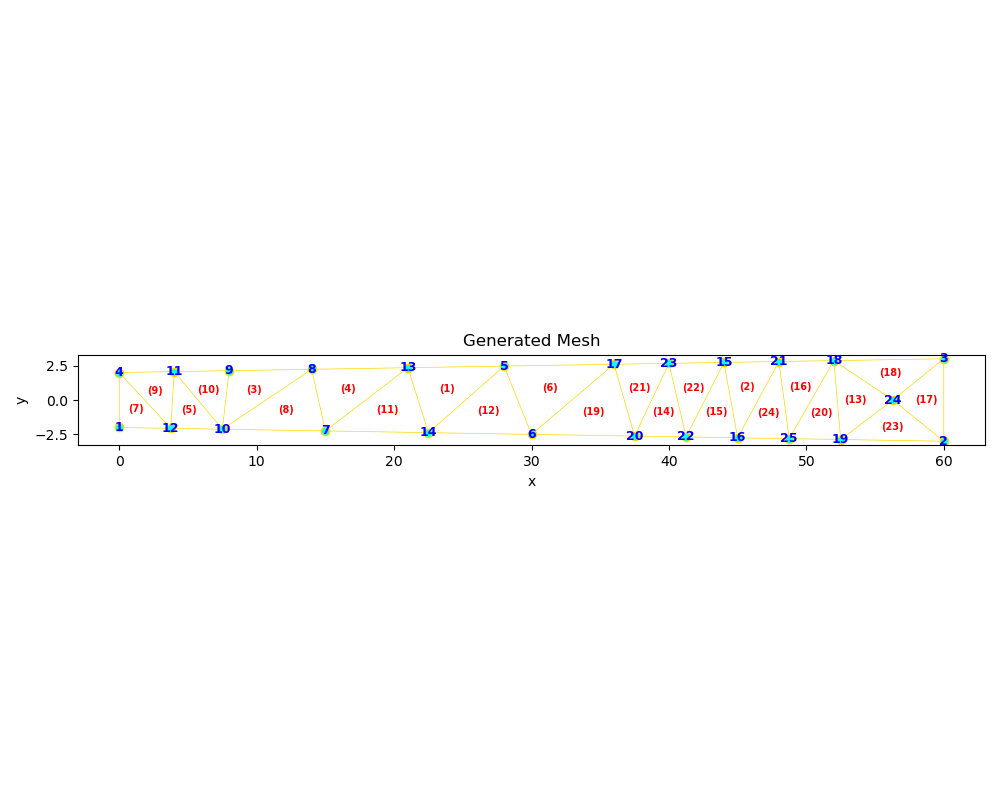 Generated Mesh
y
2.5
0.0
−2.5
4 11 9 8 13 5 17 23 15 21 18 3
(9) (10) (3) (4) (1) (6) (21) (22) (2) (16) (18)
24
(13) (17)
(7) (5) (8) (11) (12) (19) (14) (15) (24) (20) (23)
1 12 10 7 14 6 20 22 16 25 19 2
0 10 20 30 40 50 60
x